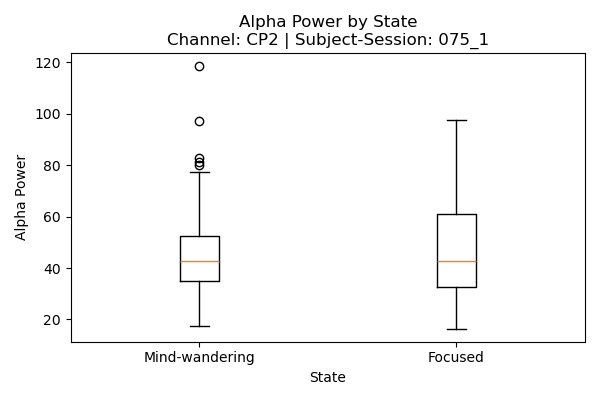 Alpha Power by State
Channel: CP2 | Subject-Session: 075_1
120
100
80
60
40
20
Alpha Power
Mind-wandering
Focused
State